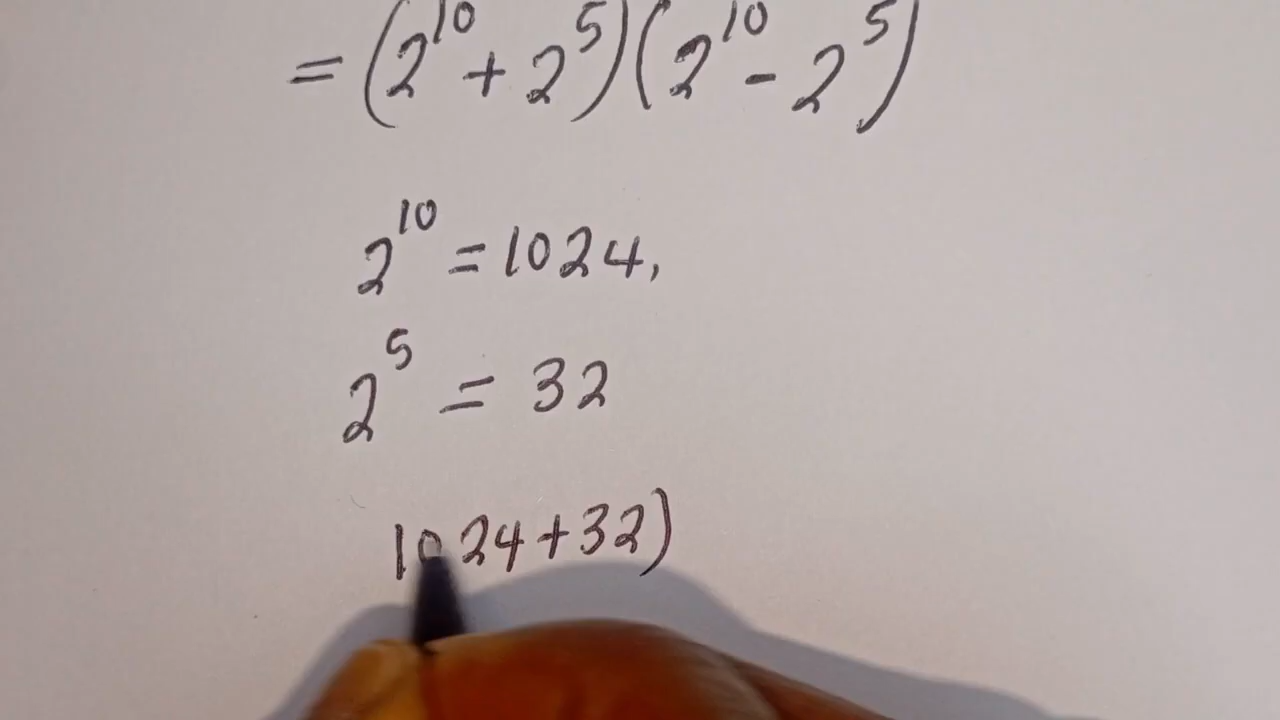 = (2^10 + 2^5)(2^10 - 2^5)
2^10 = 1024,
2^5 = 32
1024+32)